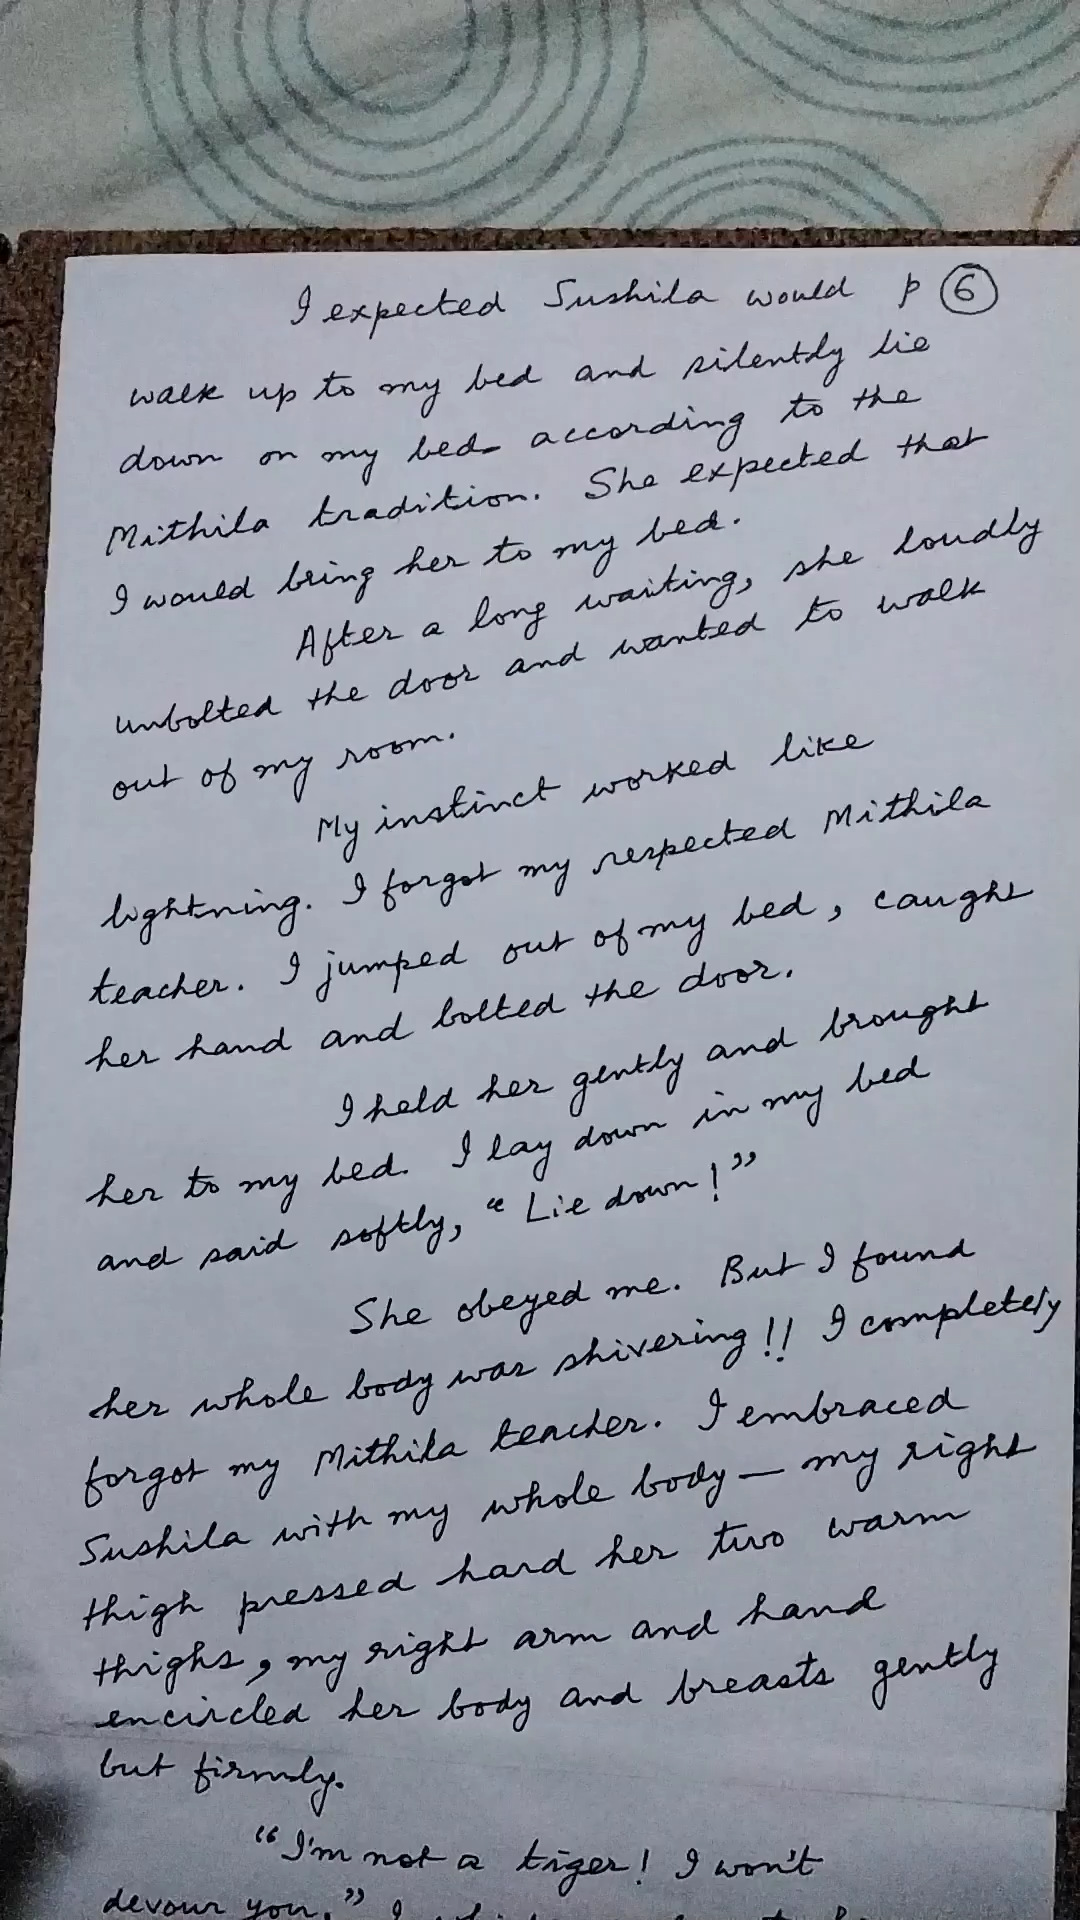 I expected Sushila would p 6
walk up to my bed and silently lie
down on my bed according to the
Mithila tradition. She expected that
I would bring her to my bed.
After a long waiting, she loudly
unbolted the door and wanted to walk
out of my room.
My instinct worked like
lightning. I forgot my respected Mithila
teacher. I jumped out of my bed, caught
her hand and bolted the door.
I held her gently and brought
her to my bed. I lay down in my bed
and said softly, "Lie down!"
She obeyed me. But I found
her whole body was shivering!! I completely
forgot my Mithila teacher. I embraced
Sushila with my whole body — my right
thigh pressed hard her two warm
thighs, my right arm and hand
encircled her body and breasts gently
but firmly.
"I'm not a tiger! I won't
devour you." I